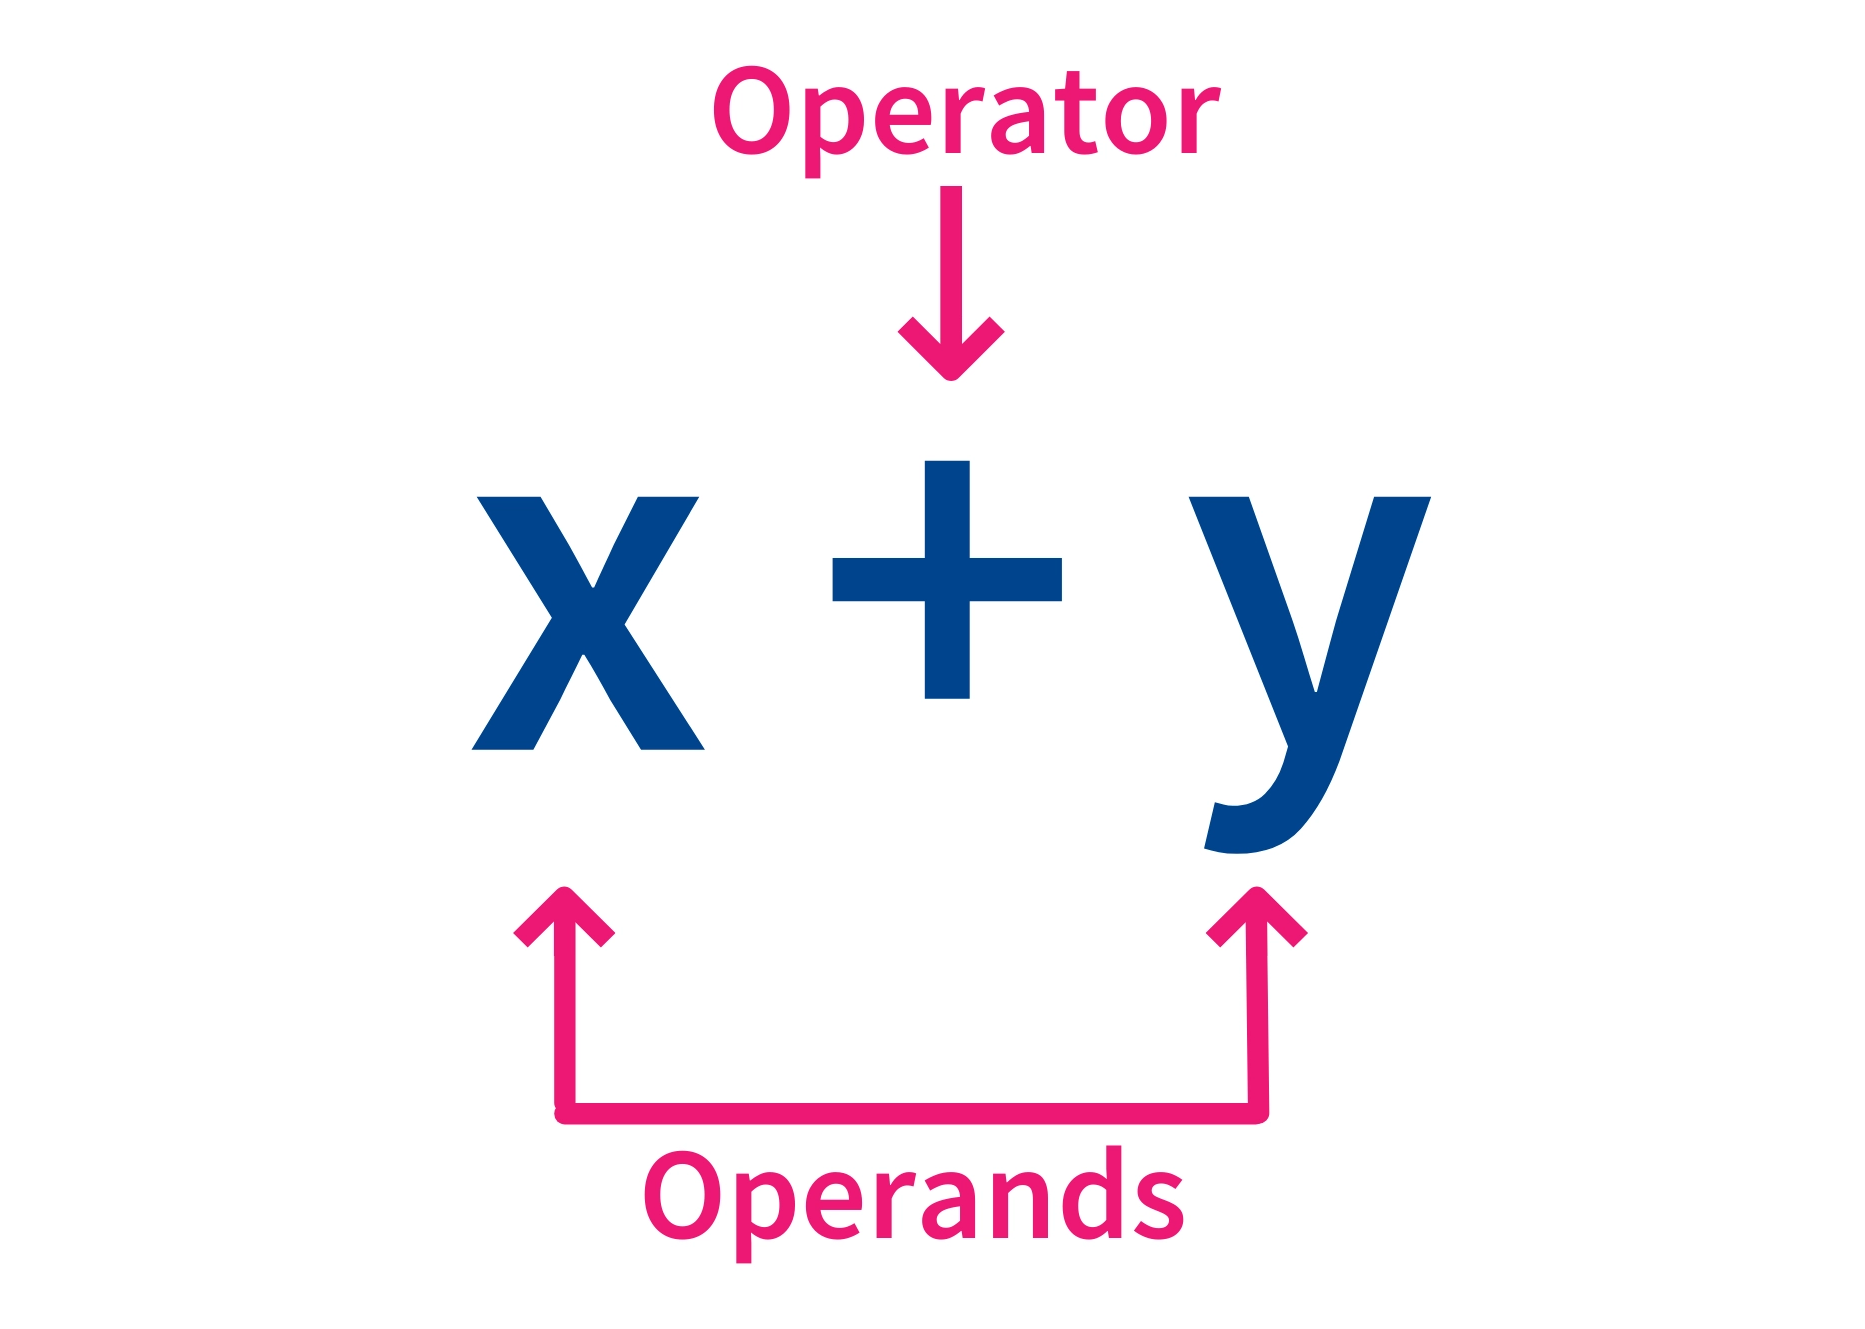 Operator
x + y
Operands